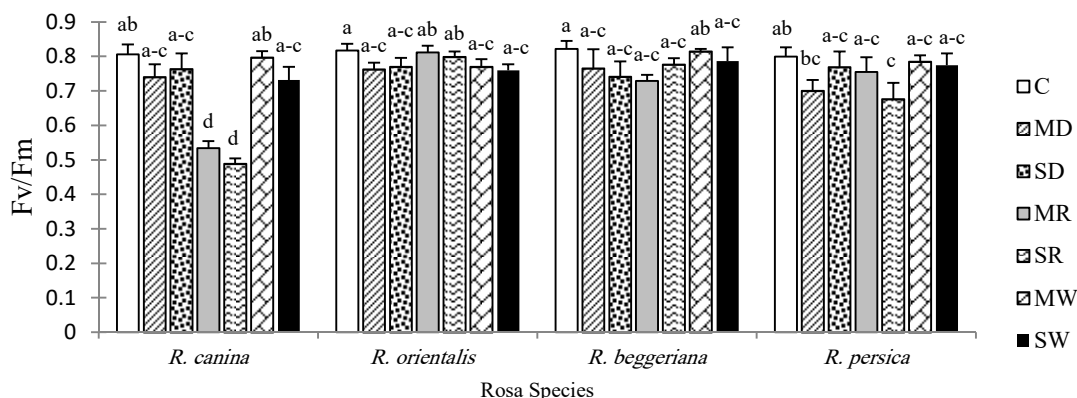 Fv/Fm
0.9
0.8
0.7
0.6
0.5
0.4
0.3
0.2
0.1
0
ab a-c a-c d d ab a-c
a a-c a-c ab ab a-c a-c
a a-c a-c a-c a-c ab a-c
ab bc a-c a-c c a-c a-c
R. canina R. orientalis R. beggeriana R. persica
Rosa Species
C
MD
SD
MR
SR
MW
SW